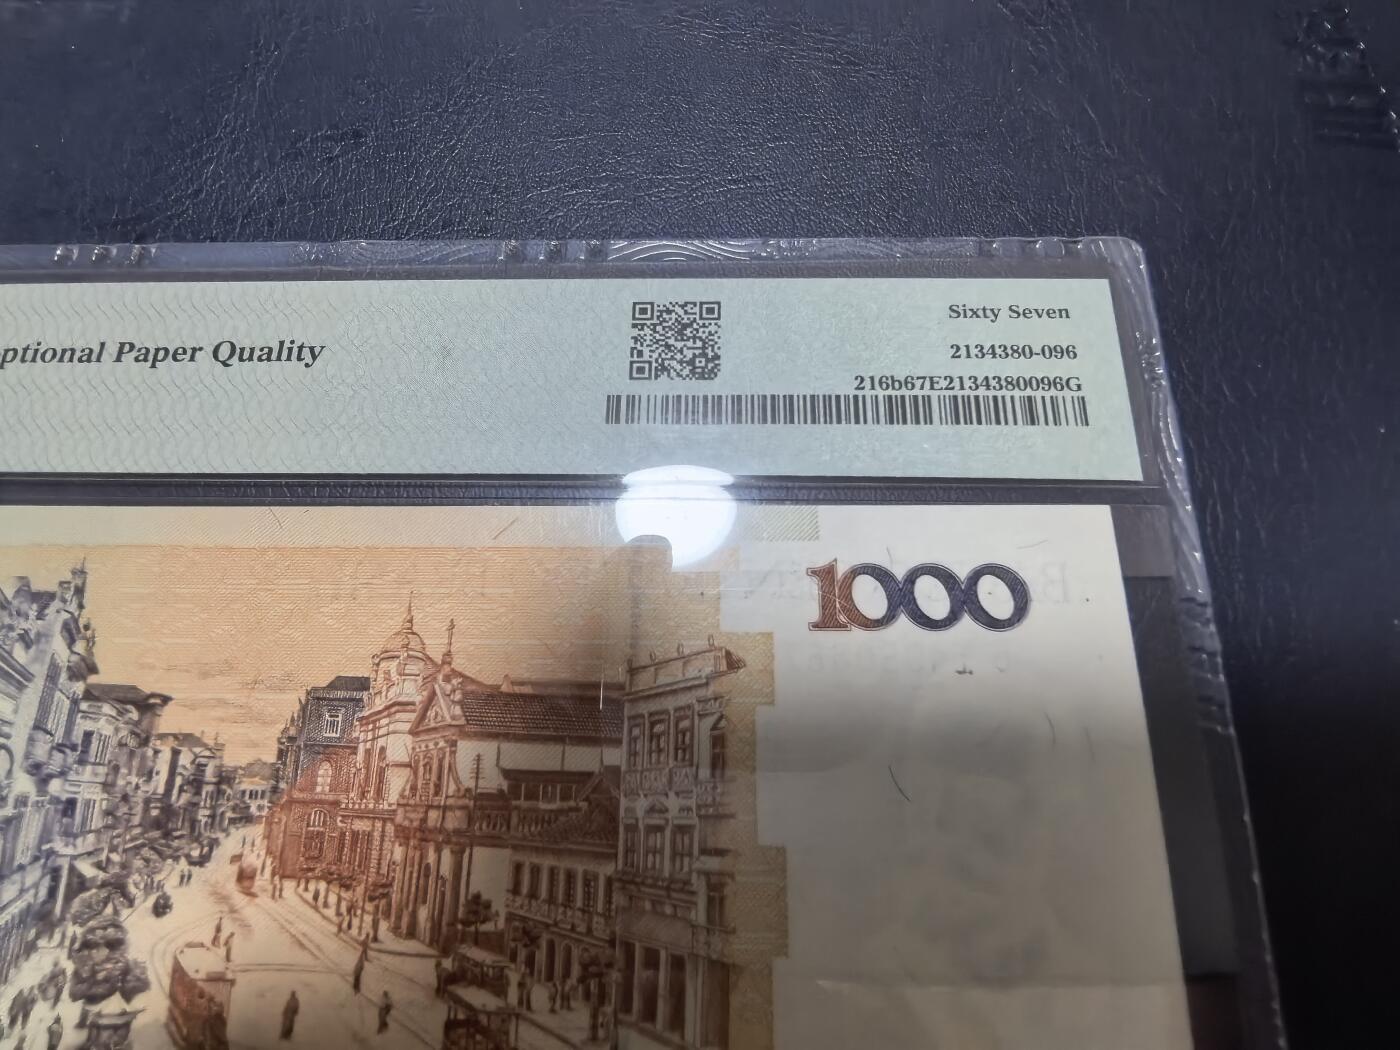 ptional Paper Quality
Sixty Seven
2134380-096
216b67E2134380096G
1000